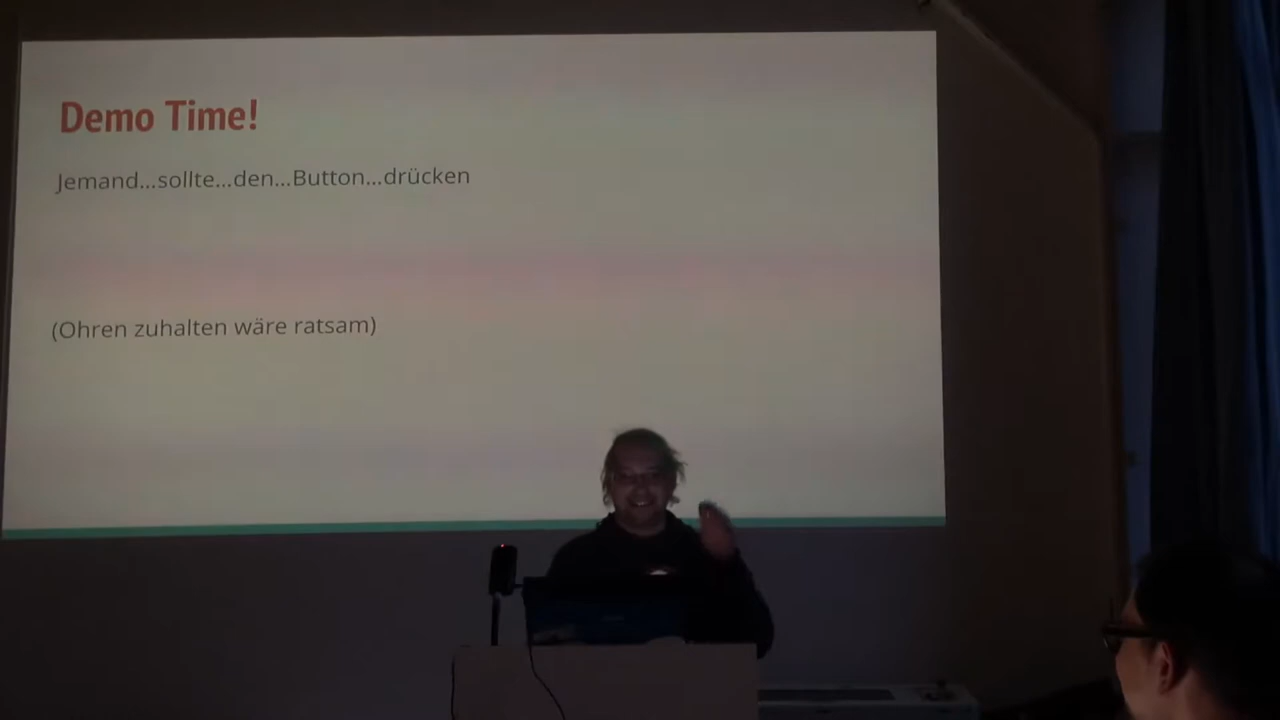 Demo Time!
Jemand...sollte...den...Button...drücken
(Ohren zuhalten wäre ratsam)